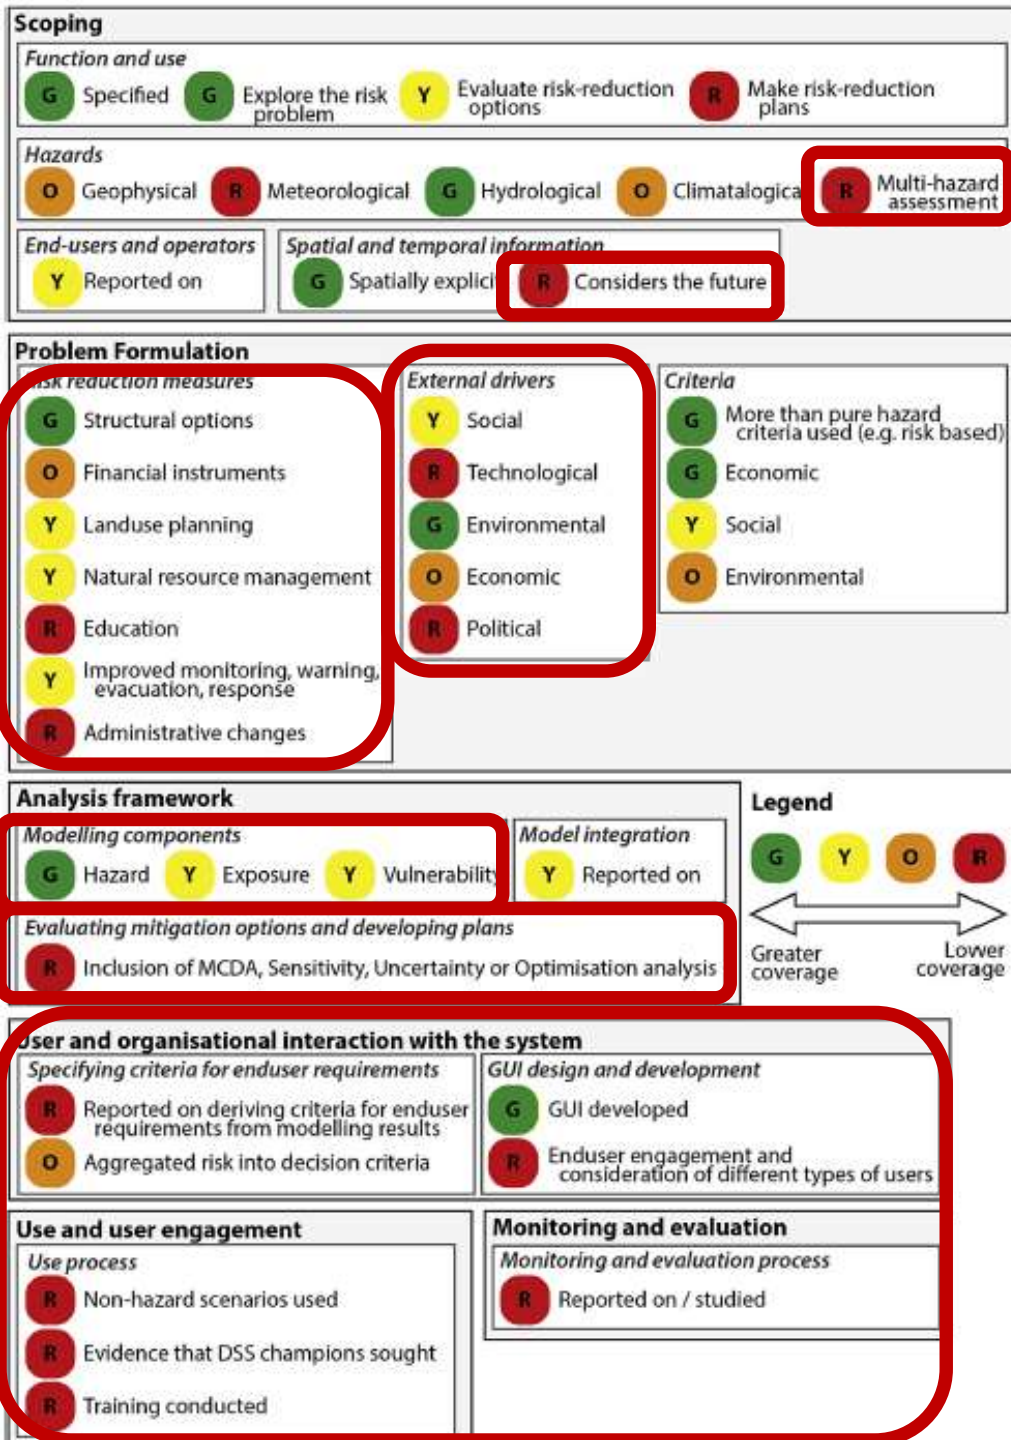 Scoping
Function and use
G Specified G Explore the risk problem Y Evaluate risk-reduction options R Make risk-reduction plans
Hazards
O Geophysical R Meteorological G Hydrological O Climatalogica R Multi-hazard assessment
End-users and operators
Y Reported on
Spatial and temporal information
G Spatially explici R Considers the future
Problem Formulation
Risk reduction measures
G Structural options
O Financial instruments
Y Landuse planning
Y Natural resource management
R Education
Y Improved monitoring, warning,
evacuation, response
R Administrative changes
External drivers
Y Social
R Technological
G Environmental
O Economic
R Political
Criteria
G More than pure hazard
criteria used (e.g. risk based)
G Economic
Y Social
O Environmental
Analysis framework
Modelling components
G Hazard Y Exposure Y Vulnerability
Model integration
Y Reported on
Evaluating mitigation options and developing plans
R Inclusion of MCDA, Sensitivity, Uncertainty or Optimisation analysis
Legend
G Y O R
Greater coverage
Lower coverage
User and organisational interaction with the system
Specifying criteria for enduser requirements
R Reported on deriving criteria for enduser
requirements from modelling results
O Aggregated risk into decision criteria
GUI design and development
G GUI developed
R Enduser engagement and
consideration of different types of users
Use and user engagement
Use process
R Non-hazard scenarios used
R Evidence that DSS champions sought
R Training conducted
Monitoring and evaluation
Monitoring and evaluation process
R Reported on / studied